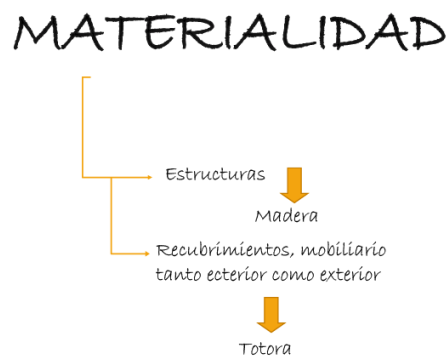 MATERIALIDAD
Estructuras
Madera
Recubrimientos, mobiliario
tanto ecterior como exterior
Totora